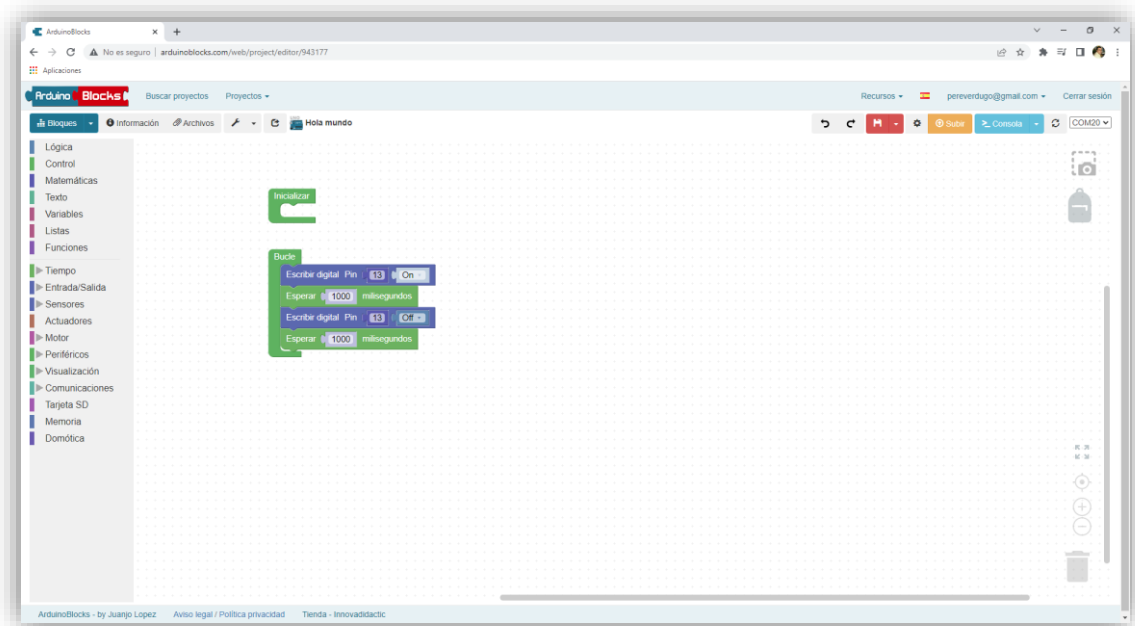 ArduinoBlocks
No es seguro | arduinoblocks.com/web/project/editor/943177
Aplicaciones
Arduino Blocks Buscar proyectos Proyectos Recursos pereverdugo@gmail.com Cerrar sesión
Bloques Información Archivos Hola mundo Subir Consola COM20
Lógica
Control
Matemáticas
Texto
Variables
Listas
Funciones
Tiempo
Entrada/Salida
Sensores
Actuadores
Motor
Periféricos
Visualización
Comunicaciones
Tarjeta SD
Memoria
Domótica
Inicializar
Bucle
Escribir digital Pin 13 On
Esperar 1000 milisegundos
Escribir digital Pin 13 Off
Esperar 1000 milisegundos
ArduinoBlocks - by Juanjo Lopez Aviso legal / Política privacidad Tienda - Innovadidactic